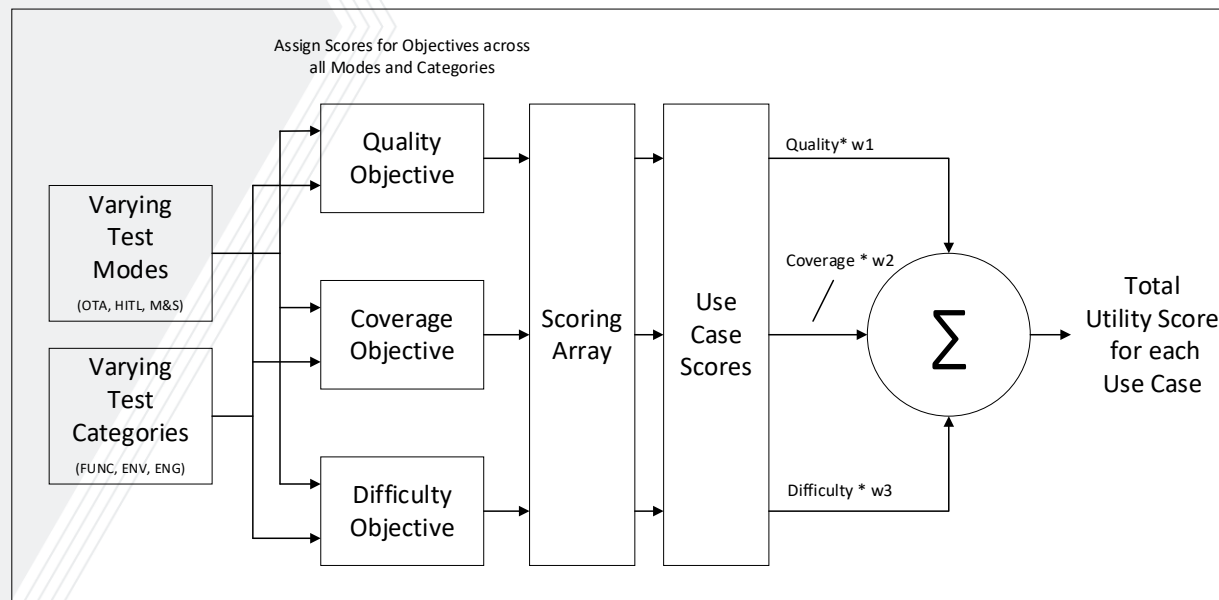 Assign Scores for Objectives across
all Modes and Categories
Varying
Test
Modes
(OTA, HITL, M&S)
Varying
Test
Categories
(FUNC, ENV, ENG)
Quality
Objective
Coverage
Objective
Difficulty
Objective
Scoring
Array
Use
Case
Scores
Quality* w1
Coverage * w2
Difficulty * w3
∑
Total
Utility Score
for each
Use Case